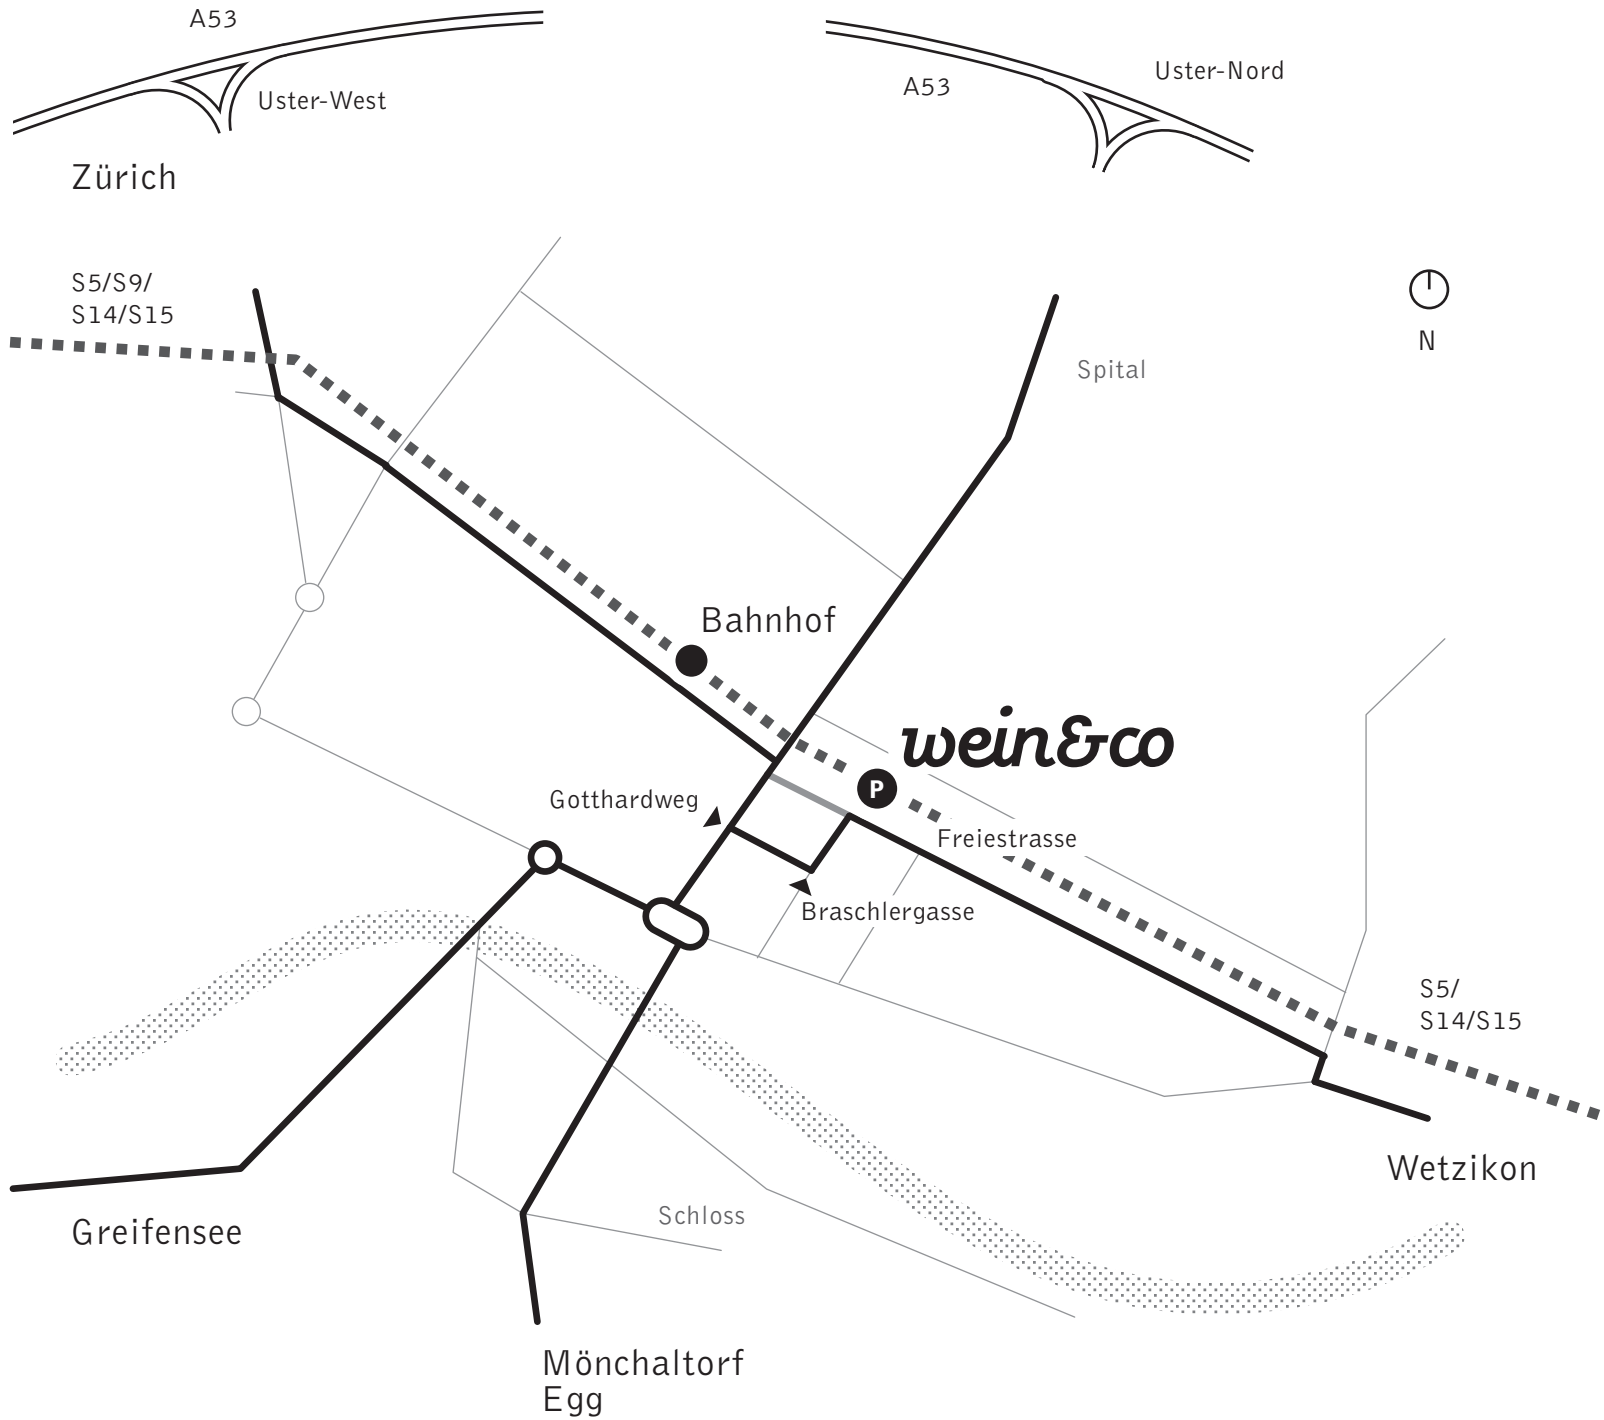 A53
Uster-West
A53
Uster-Nord
Zürich
S5/S9/
S14/S15
N
Spital
Bahnhof
wein&co
P
Gotthardweg
Freiestrasse
Braschlergasse
S5/
S14/S15
Wetzikon
Schloss
Greifensee
Mönchaltorf
Egg